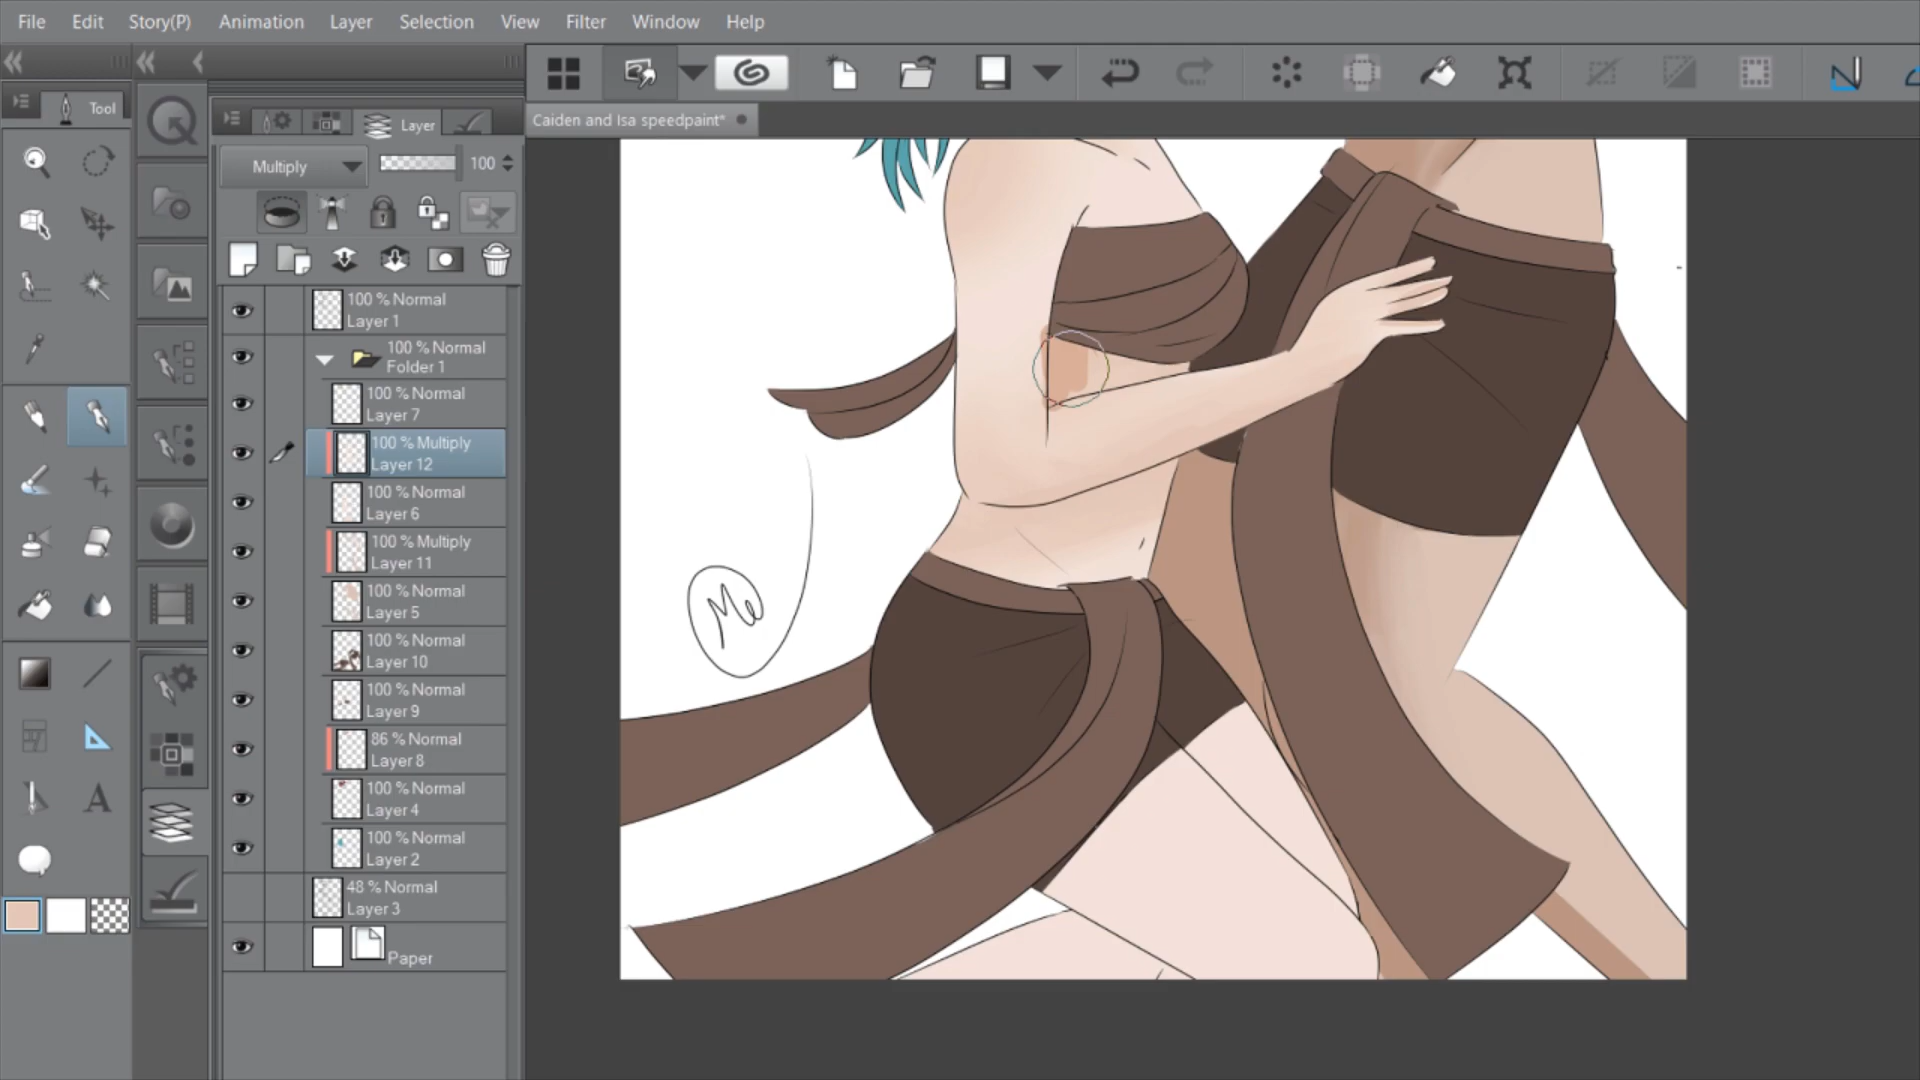 File Edit Story(P) Animation Layer Selection View Filter Window Help
Tool
Layer
Caiden and Isa speedpaint*
Multiply 100
100 % Normal
Layer 1
100 % Normal
Folder 1
100 % Normal
Layer 7
100 % Multiply
Layer 12
100 % Normal
Layer 6
100 % Multiply
Layer 11
100 % Normal
Layer 5
100 % Normal
Layer 10
100 % Normal
Layer 9
86 % Normal
Layer 8
100 % Normal
Layer 4
100 % Normal
Layer 2
48 % Normal
Layer 3
Paper
Me